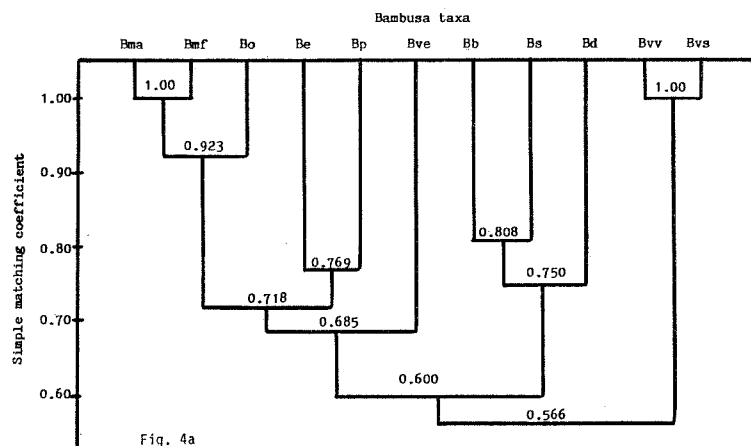 Bambusa taxa
Bma Bmf Bo Be Bp Bve Bb Bs Bd Bvv Bvs
1.00 1.00 1.00
0.923
0.90
0.80 0.808
0.769 0.750
0.718
0.70 0.685
0.60 0.600
0.566
Simple matching coefficient
Fig. 4a